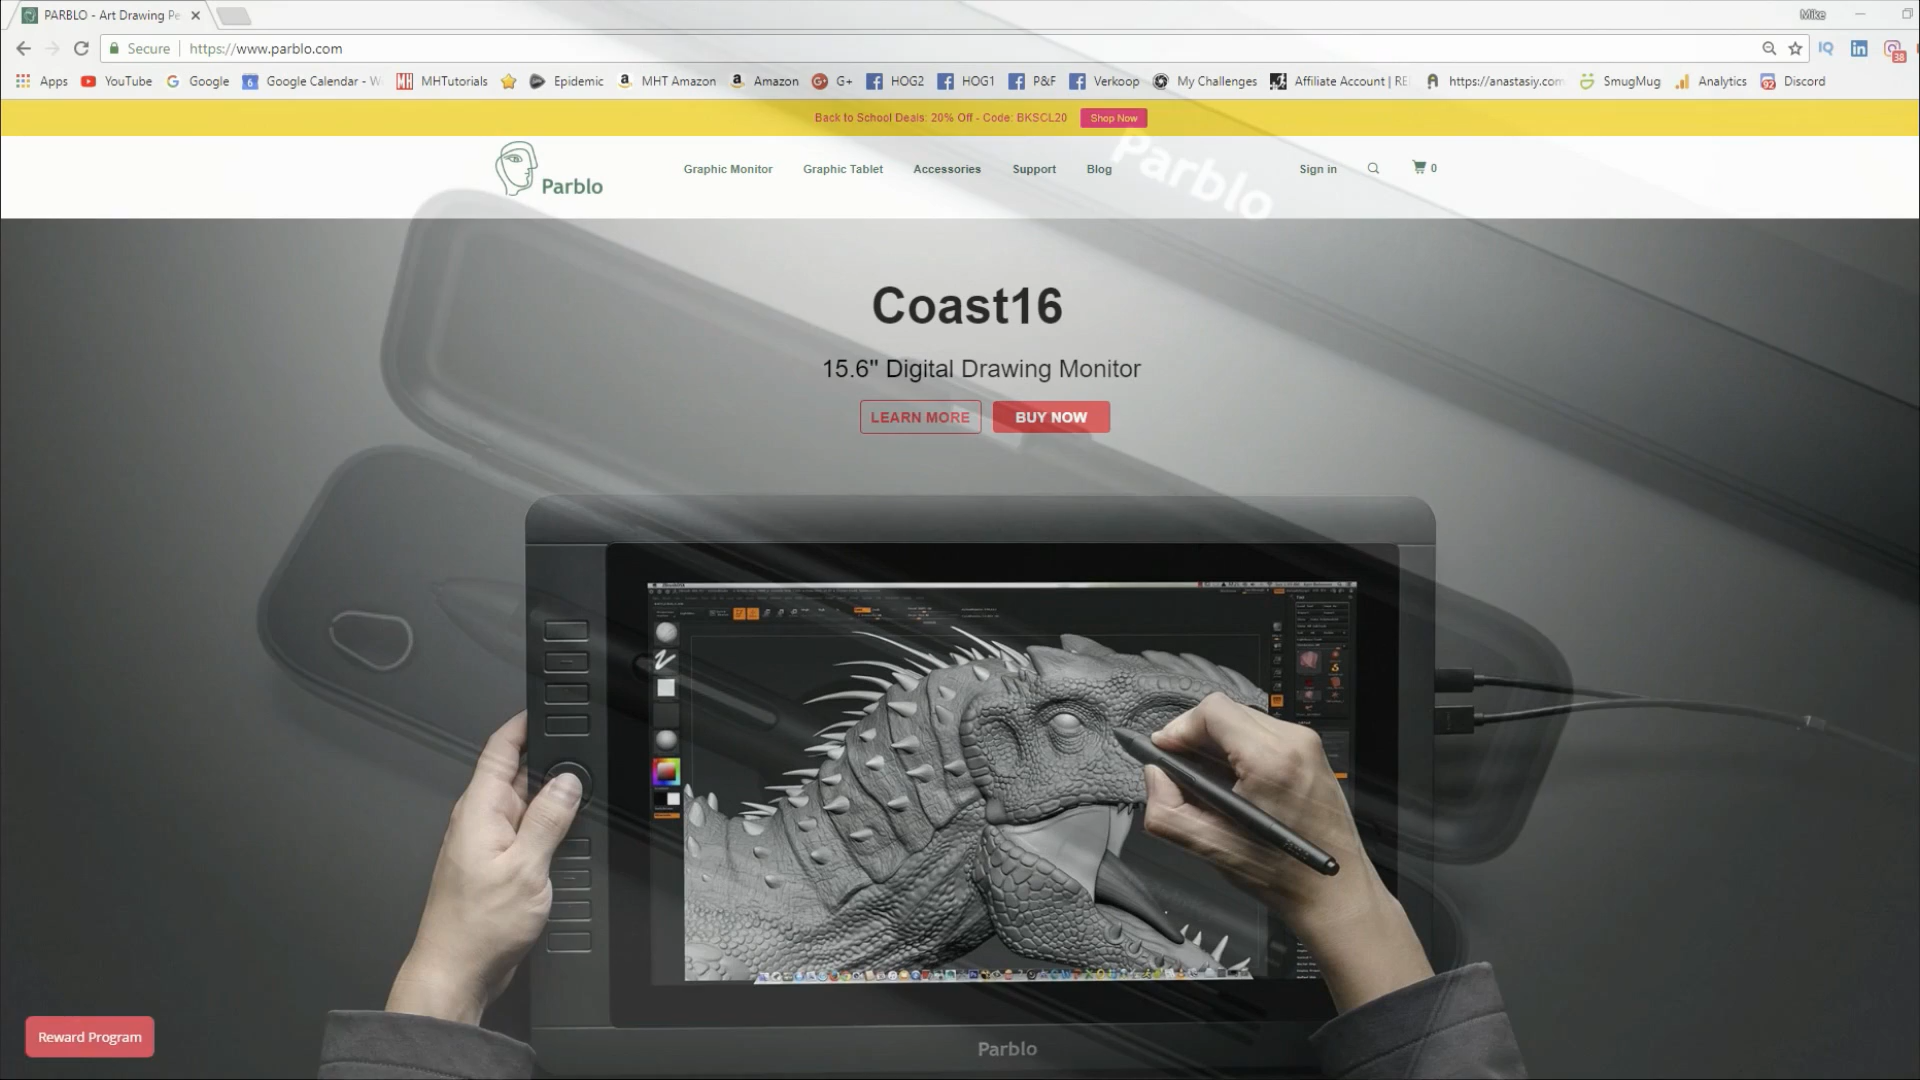 PARBLO - Art Drawing Pe
Mike
Secure https://www.parblo.com
38
Apps YouTube Google Google Calendar - W MHTutorials Epidemic MHT Amazon Amazon G+ HOG2 HOG1 P&F Verkoop My Challenges Affiliate Account | RE https://anastasiy.com SmugMug Analytics Discord
Back to School Deals: 20% Off - Code: BKSCL20 Shop Now
Parblo
Parblo
Graphic Monitor Graphic Tablet Accessories Support Blog Sign in 0
Coast16
15.6" Digital Drawing Monitor
LEARN MORE BUY NOW
Reward Program
Parblo